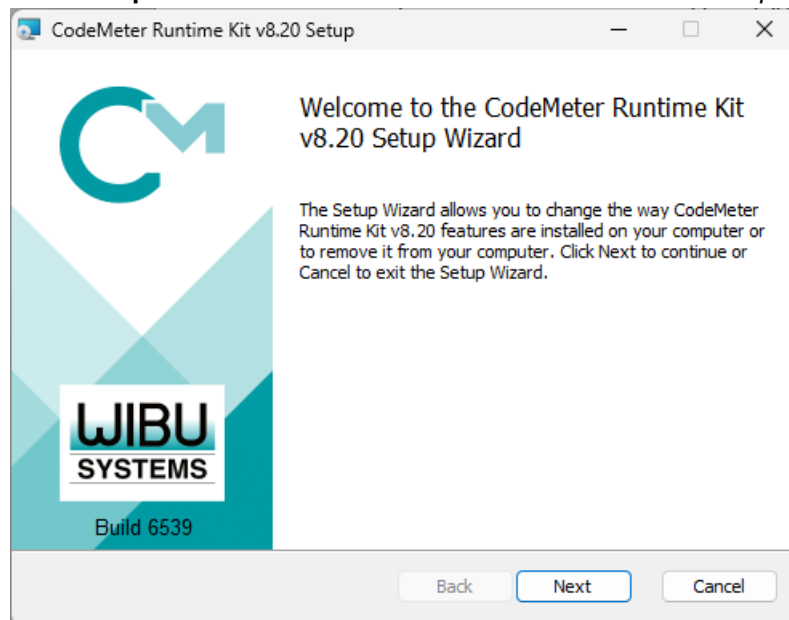 CodeMeter Runtime Kit v8.20 Setup
CM
Welcome to the CodeMeter Runtime Kit
v8.20 Setup Wizard
The Setup Wizard allows you to change the way CodeMeter
Runtime Kit v8.20 features are installed on your computer or
to remove it from your computer. Click Next to continue or
Cancel to exit the Setup Wizard.
WIBU
SYSTEMS
Build 6539
Back Next Cancel